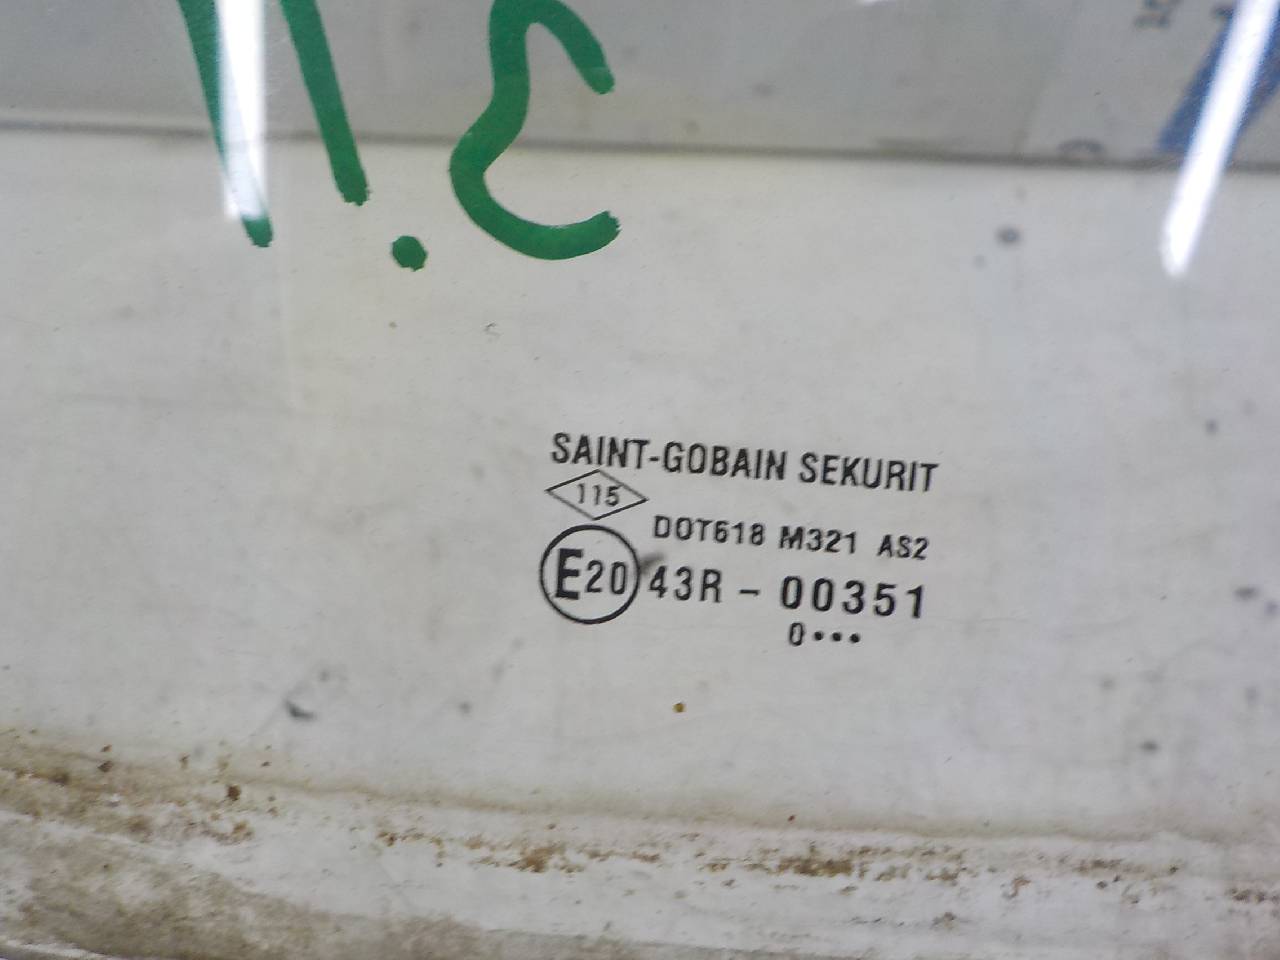 SAINT-GOBAIN SEKURIT
115
DOT618 M321 AS2
E20 43R - 00351
0•••